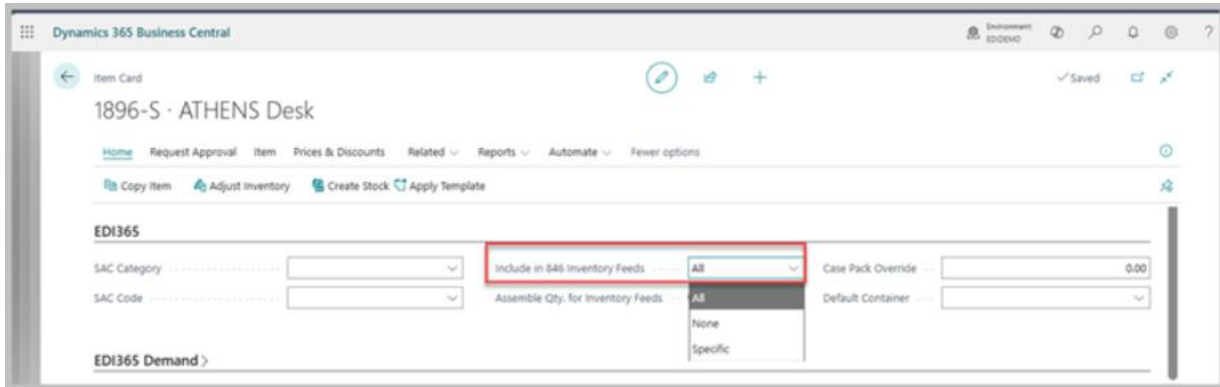 Dynamics 365 Business Central
Environment:
EDIDEMO
?
Item Card
Saved
1896-S · ATHENS Desk
Home Request Approval Item Prices & Discounts Related Reports Automate Fewer options
Copy Item Adjust Inventory Create Stock Apply Template
EDI365
SAC Category Include in 846 Inventory Feeds All Case Pack Override 0.00
SAC Code Assemble Qty. for Inventory Feeds All Default Container
None
Specific
EDI365 Demand >